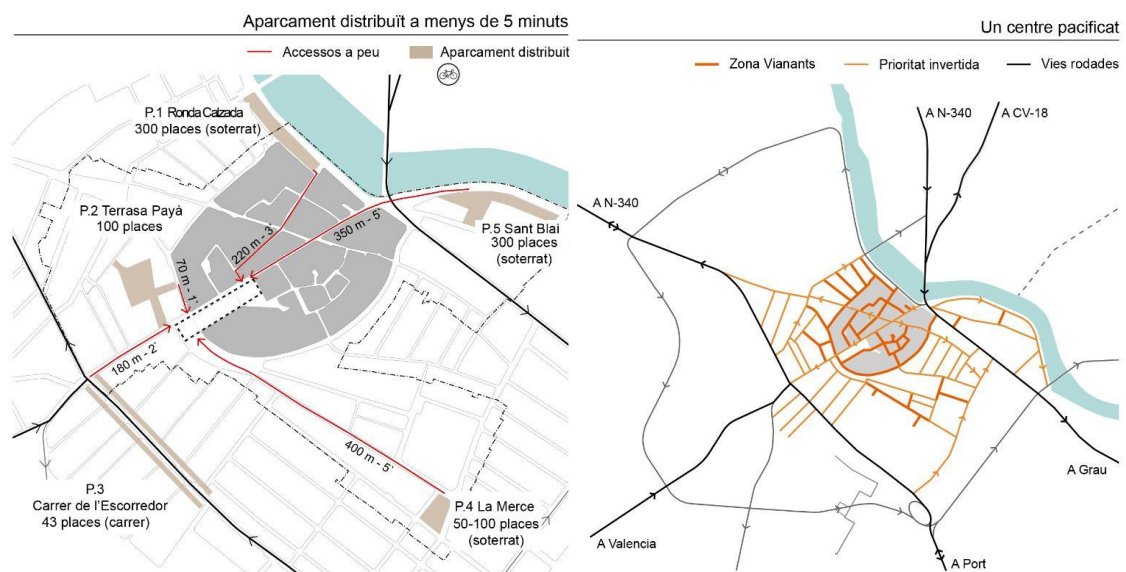 Aparcament distribuït a menys de 5 minuts
Accessos a peu
Aparcament distribuit
P.1 Ronda Calzada
300 places (soterrat)
P.2 Terrasa Payà
100 places
220 m - 3`
350 m - 5`
P.5 Sant Blai
300 places
(soterrat)
70 m - 1`
180 m - 2`
400 m - 5`
P.3
Carrer de l’Escorredor
43 places (carrer)
P.4 La Merce
50-100 places
(soterrat)
Un centre pacificat
Zona Vianants
Prioritat invertida
Vies rodades
A N-340
A CV-18
A N-340
A Grau
A Valencia
A Port